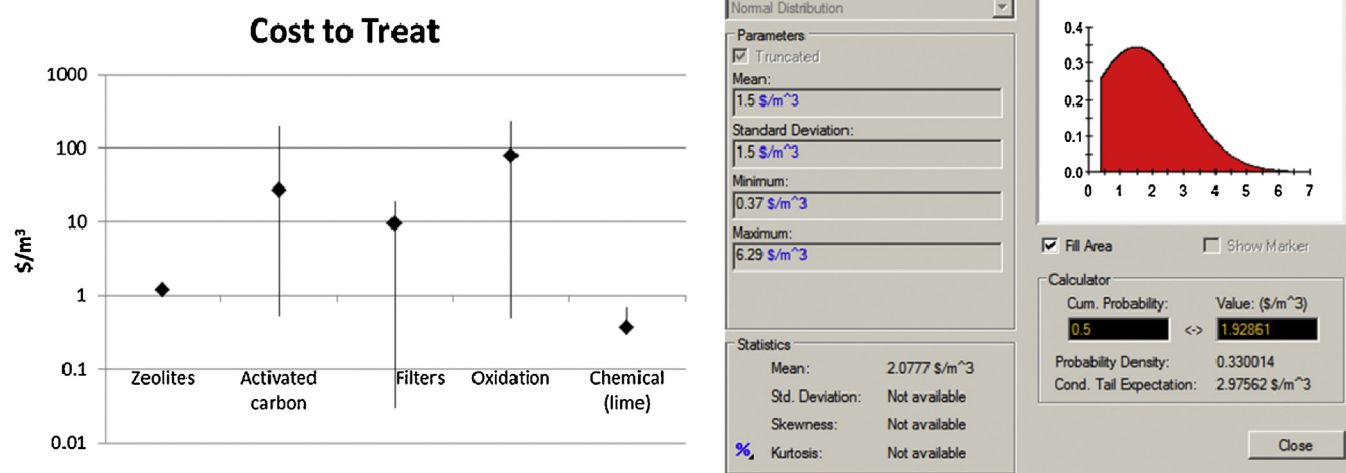 Cost to Treat
$/m³
1000
100
10
1
0.1
0.01
Zeolites
Activated carbon
Filters
Oxidation
Chemical (lime)
Normal Distribution
Parameters
Truncated
Mean:
1.5 $/m^3
Standard Deviation:
1.5 $/m^3
Minimum:
0.37 $/m^3
Maximum:
6.29 $/m^3
Statistics
Mean: 2.0777 $/m^3
Std. Deviation: Not available
Skewness: Not available
% Kurtosis: Not available
0.4
0.3
0.2
0.1
0.0
0 1 2 3 4 5 6 7
Fill Area
Show Marker
Calculator
Cum. Probability: Value: ($/m^3)
0.5 <-> 1.92861
Probability Density: 0.330014
Cond. Tail Expectation: 2.97562 $/m^3
Close